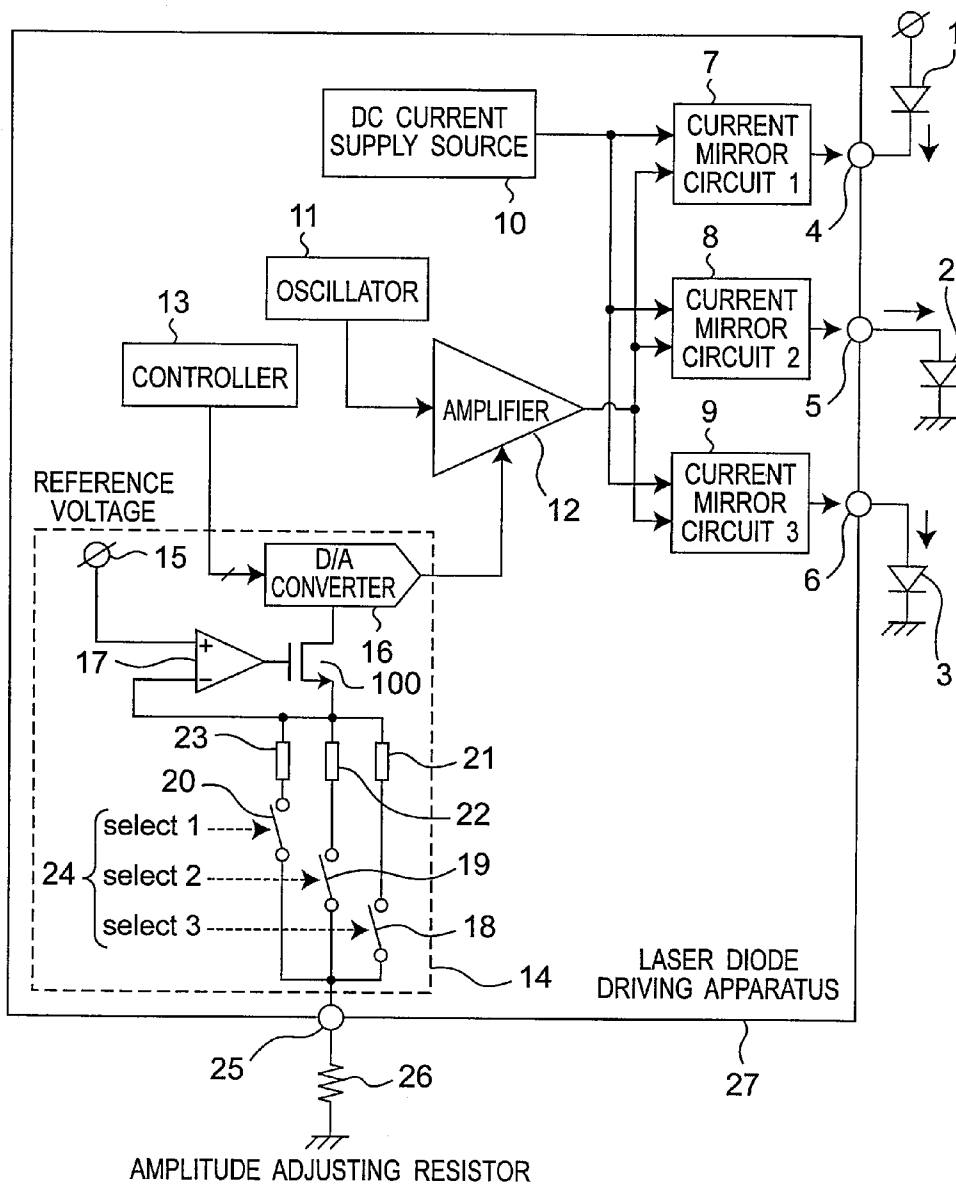 1
7
DC CURRENT
SUPPLY SOURCE
CURRENT
MIRROR
CIRCUIT 1
10
4
11
8
2
OSCILLATOR
CURRENT
MIRROR
CIRCUIT 2
13
CONTROLLER
AMPLIFIER
5
9
12
REFERENCE
VOLTAGE
CURRENT
MIRROR
CIRCUIT 3
15
D/A
CONVERTER
6
+
17
16
100
−
3
23
21
20
22
select 1
24
select 2
19
select 3
18
14
LASER DIODE
DRIVING APPARATUS
25
26
27
AMPLITUDE ADJUSTING RESISTOR